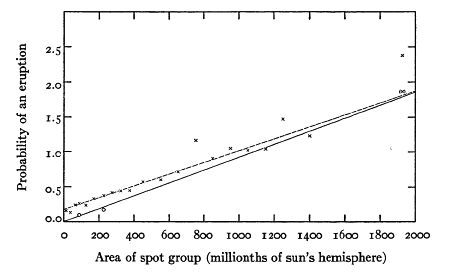 Probability of an eruption
2.5
2.0
1.5
1.0
0.5
0.0
0 200 400 600 800 1000 1200 1400 1600 1800 2000
Area of spot group (millionths of sun's hemisphere)